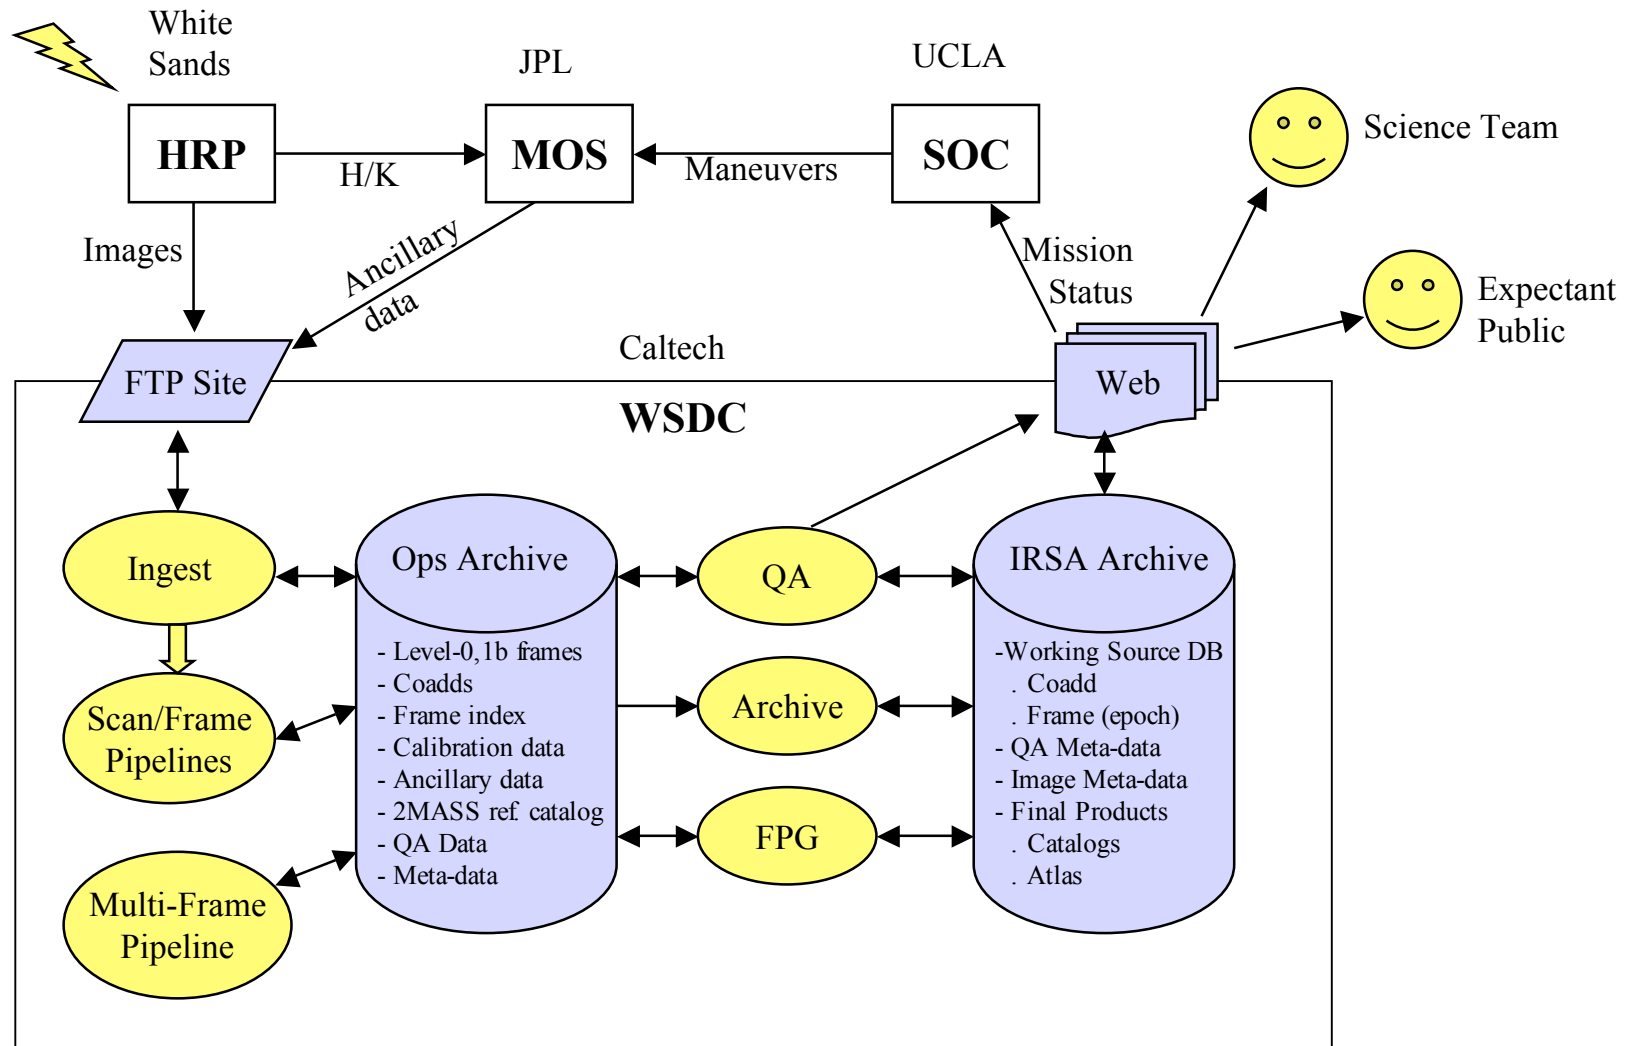 White
Sands
JPL
UCLA
HRP
MOS
SOC
Science Team
H/K
Maneuvers
Images
Ancillary
data
Mission
Status
Expectant
Public
Caltech
FTP Site
Web
WSDC
Ingest
Ops Archive
QA
IRSA Archive
- Level-0,1b frames
- Coadds
- Frame index
- Calibration data
- Ancillary data
- 2MASS ref. catalog
- QA Data
- Meta-data
-Working Source DB
. Coadd
. Frame (epoch)
- QA Meta-data
- Image Meta-data
- Final Products
. Catalogs
. Atlas
Scan/Frame
Pipelines
Archive
FPG
Multi-Frame
Pipeline